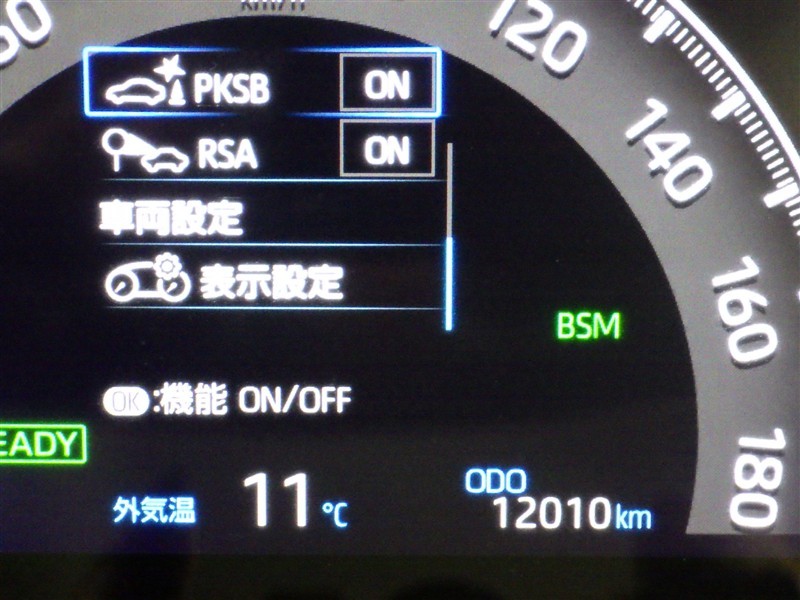 120
PKSB ON
140
RSA ON
車両設定
表示設定
160
BSM
OK:機能 ON/OFF
EADY
180
外気温 11℃
ODO
12010km